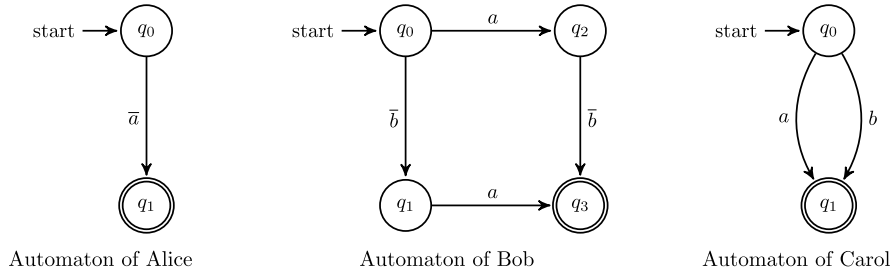 start q₀ start q₀ a q₂ start q₀
a̅ b̅ b̅ a b
q₁ q₁ a q₃ q₁
Automaton of Alice Automaton of Bob Automaton of Carol